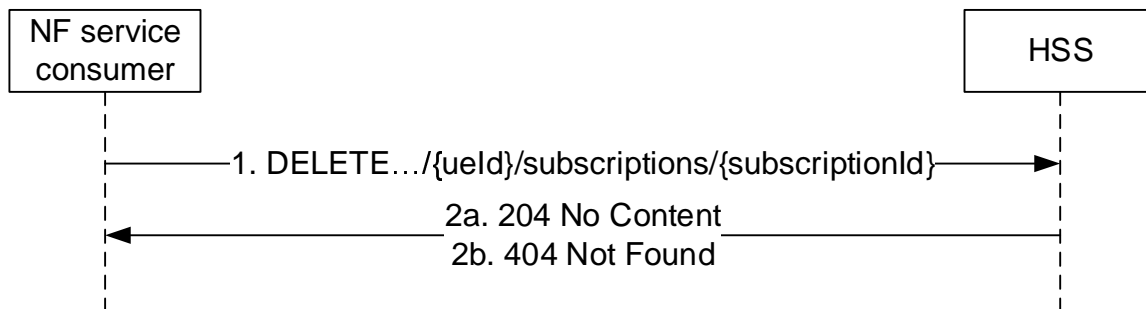 NF service
consumer
HSS
1. DELETE…/{ueId}/subscriptions/{subscriptionId}
2a. 204 No Content
2b. 404 Not Found